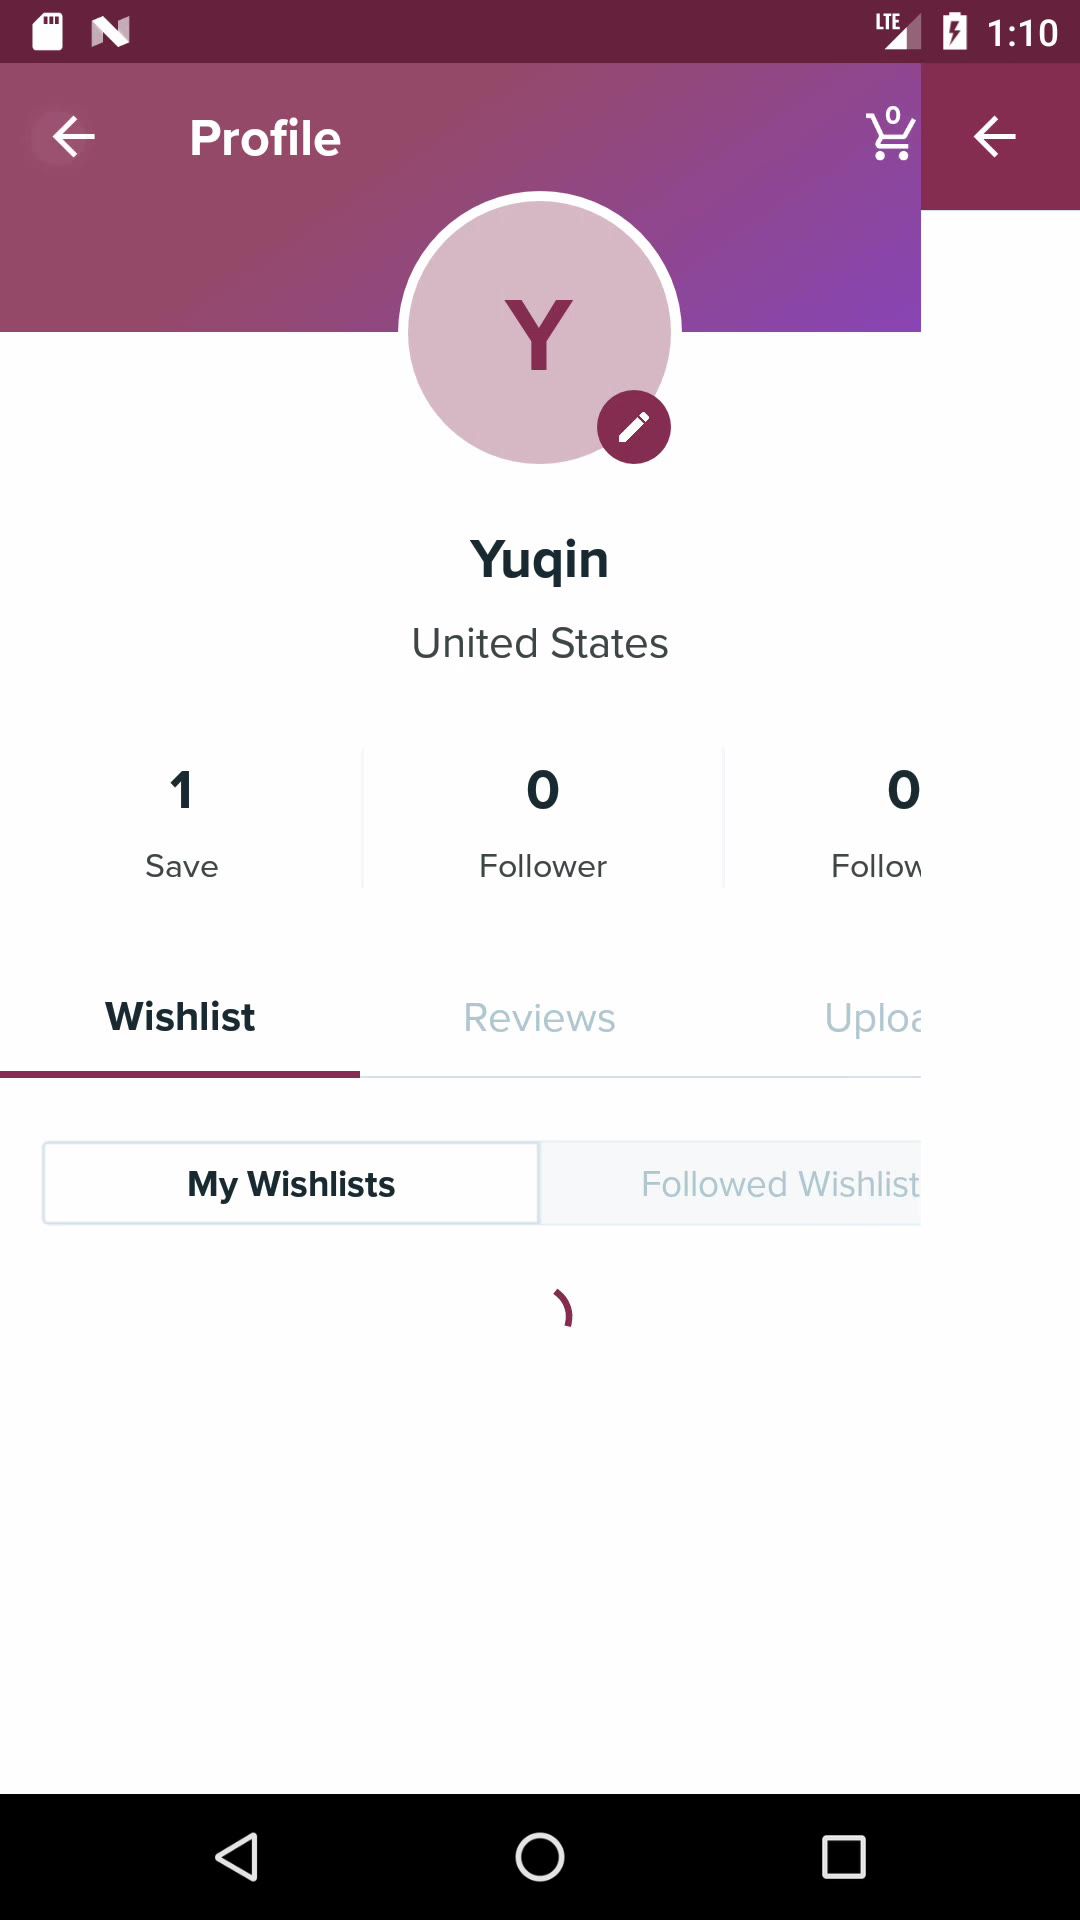 LTE 1:10
Profile 0
Y
Yuqin
United States
1 0 0
Save Follower Follow
Wishlist Reviews Uploa
My Wishlists Followed Wishlist